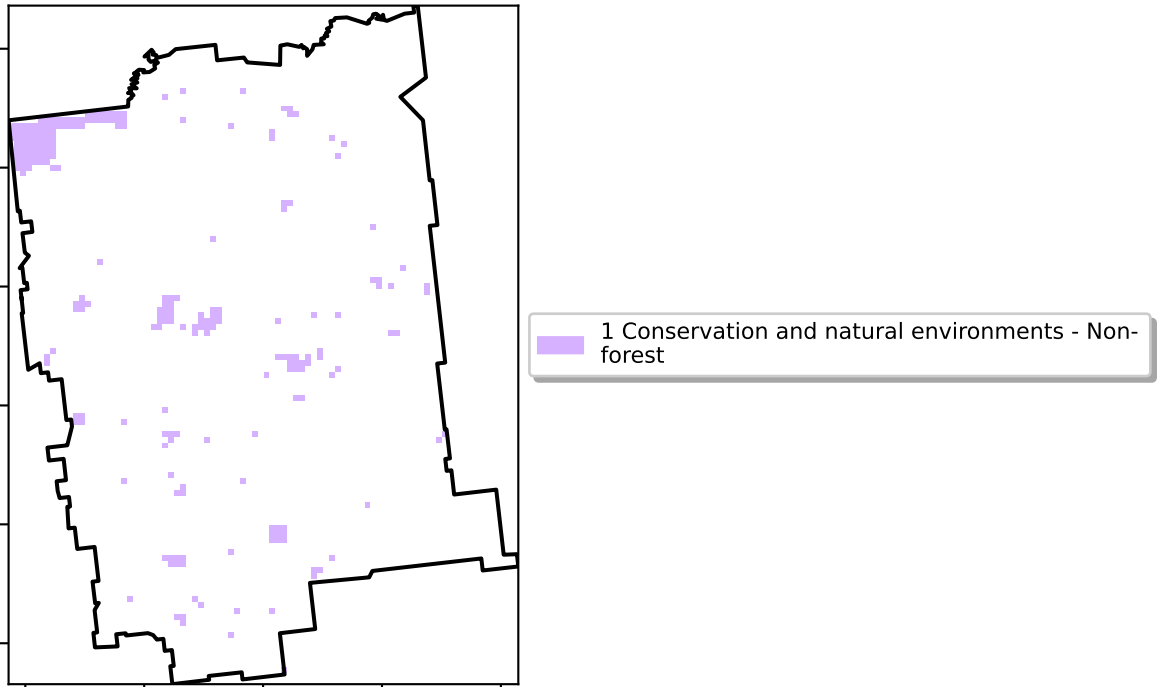 1 Conservation and natural environments - Non-
forest